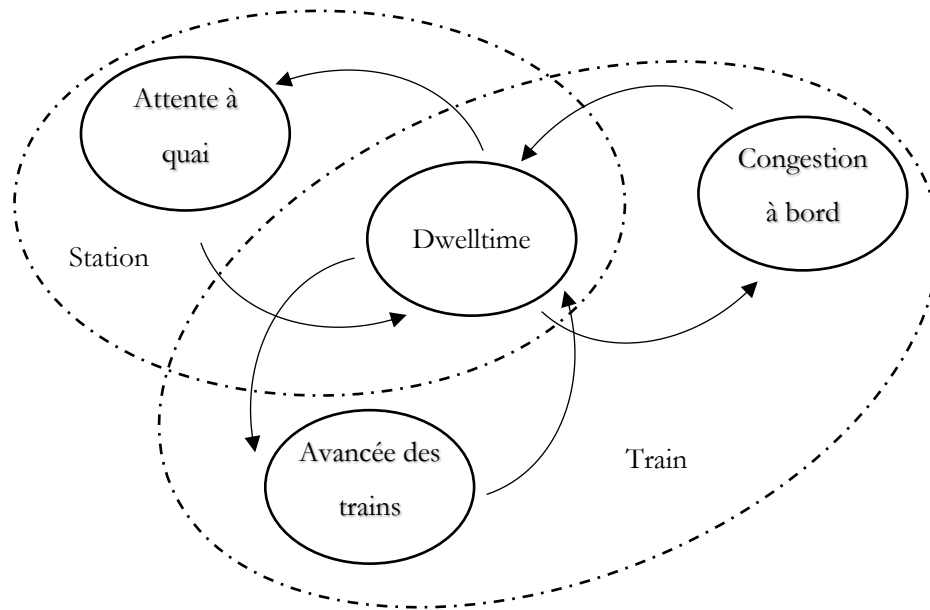 Attente à
quai
Congestion
à bord
Dwelltime
Station
Avancée des
trains
Train